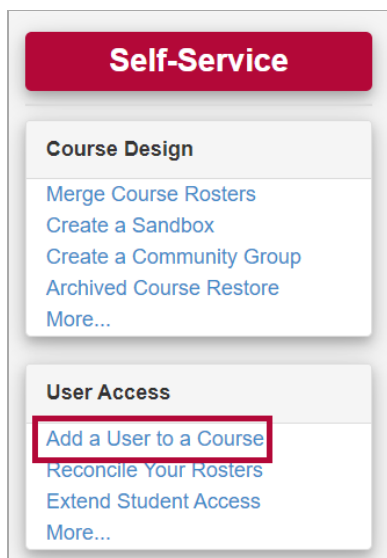 Self-Service
Course Design
Merge Course Rosters
Create a Sandbox
Create a Community Group
Archived Course Restore
More...
User Access
Add a User to a Course
Reconcile Your Rosters
Extend Student Access
More...